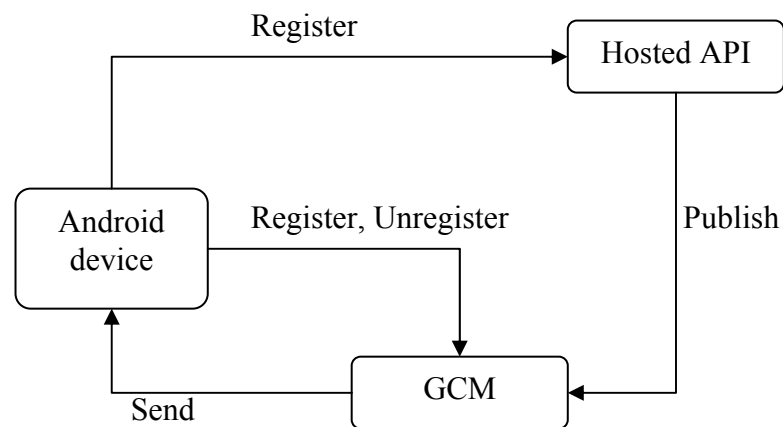 Register
Hosted API
Android
device
Register, Unregister
Publish
GCM
Send